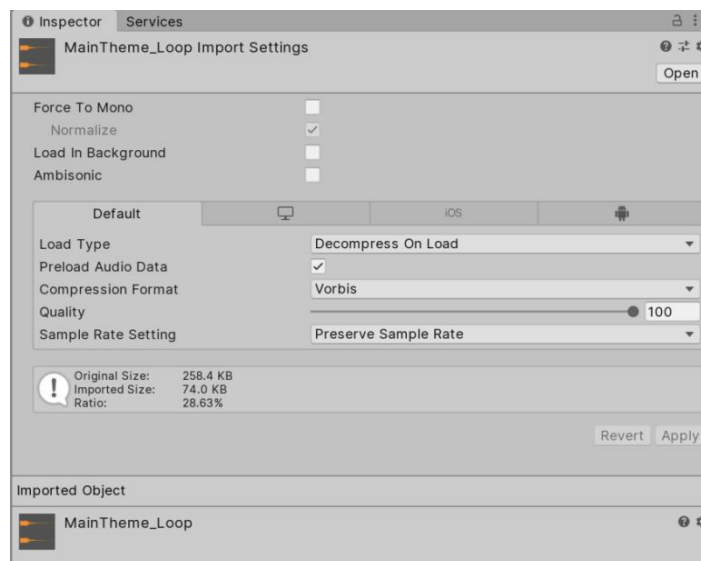 Inspector Services
MainTheme_Loop Import Settings
Open
Force To Mono
Normalize
Load In Background
Ambisonic
Default iOS
Load Type Decompress On Load
Preload Audio Data
Compression Format Vorbis
Quality 100
Sample Rate Setting Preserve Sample Rate
Original Size: 258.4 KB
Imported Size: 74.0 KB
Ratio: 28.63%
Revert Apply
Imported Object
MainTheme_Loop